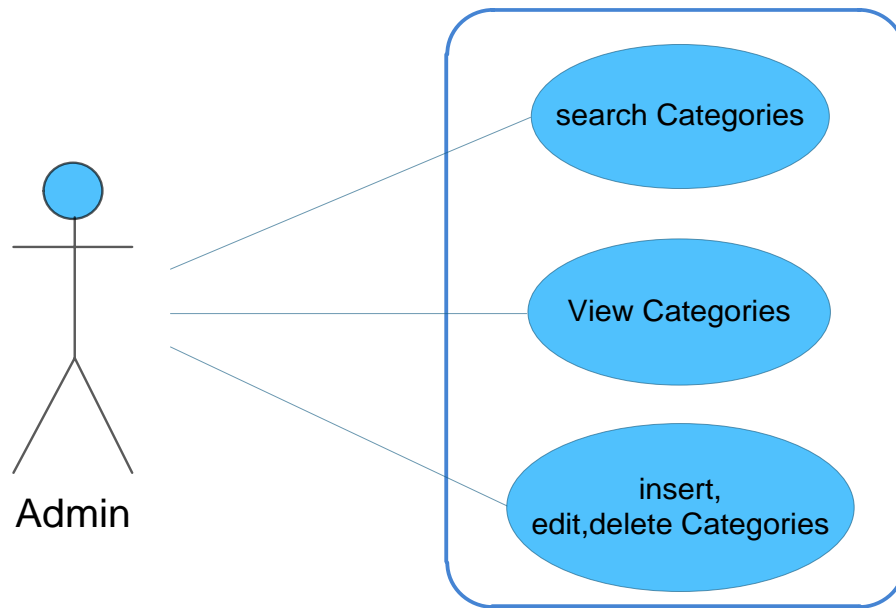 search Categories
View Categories
insert,
edit,delete Categories
Admin